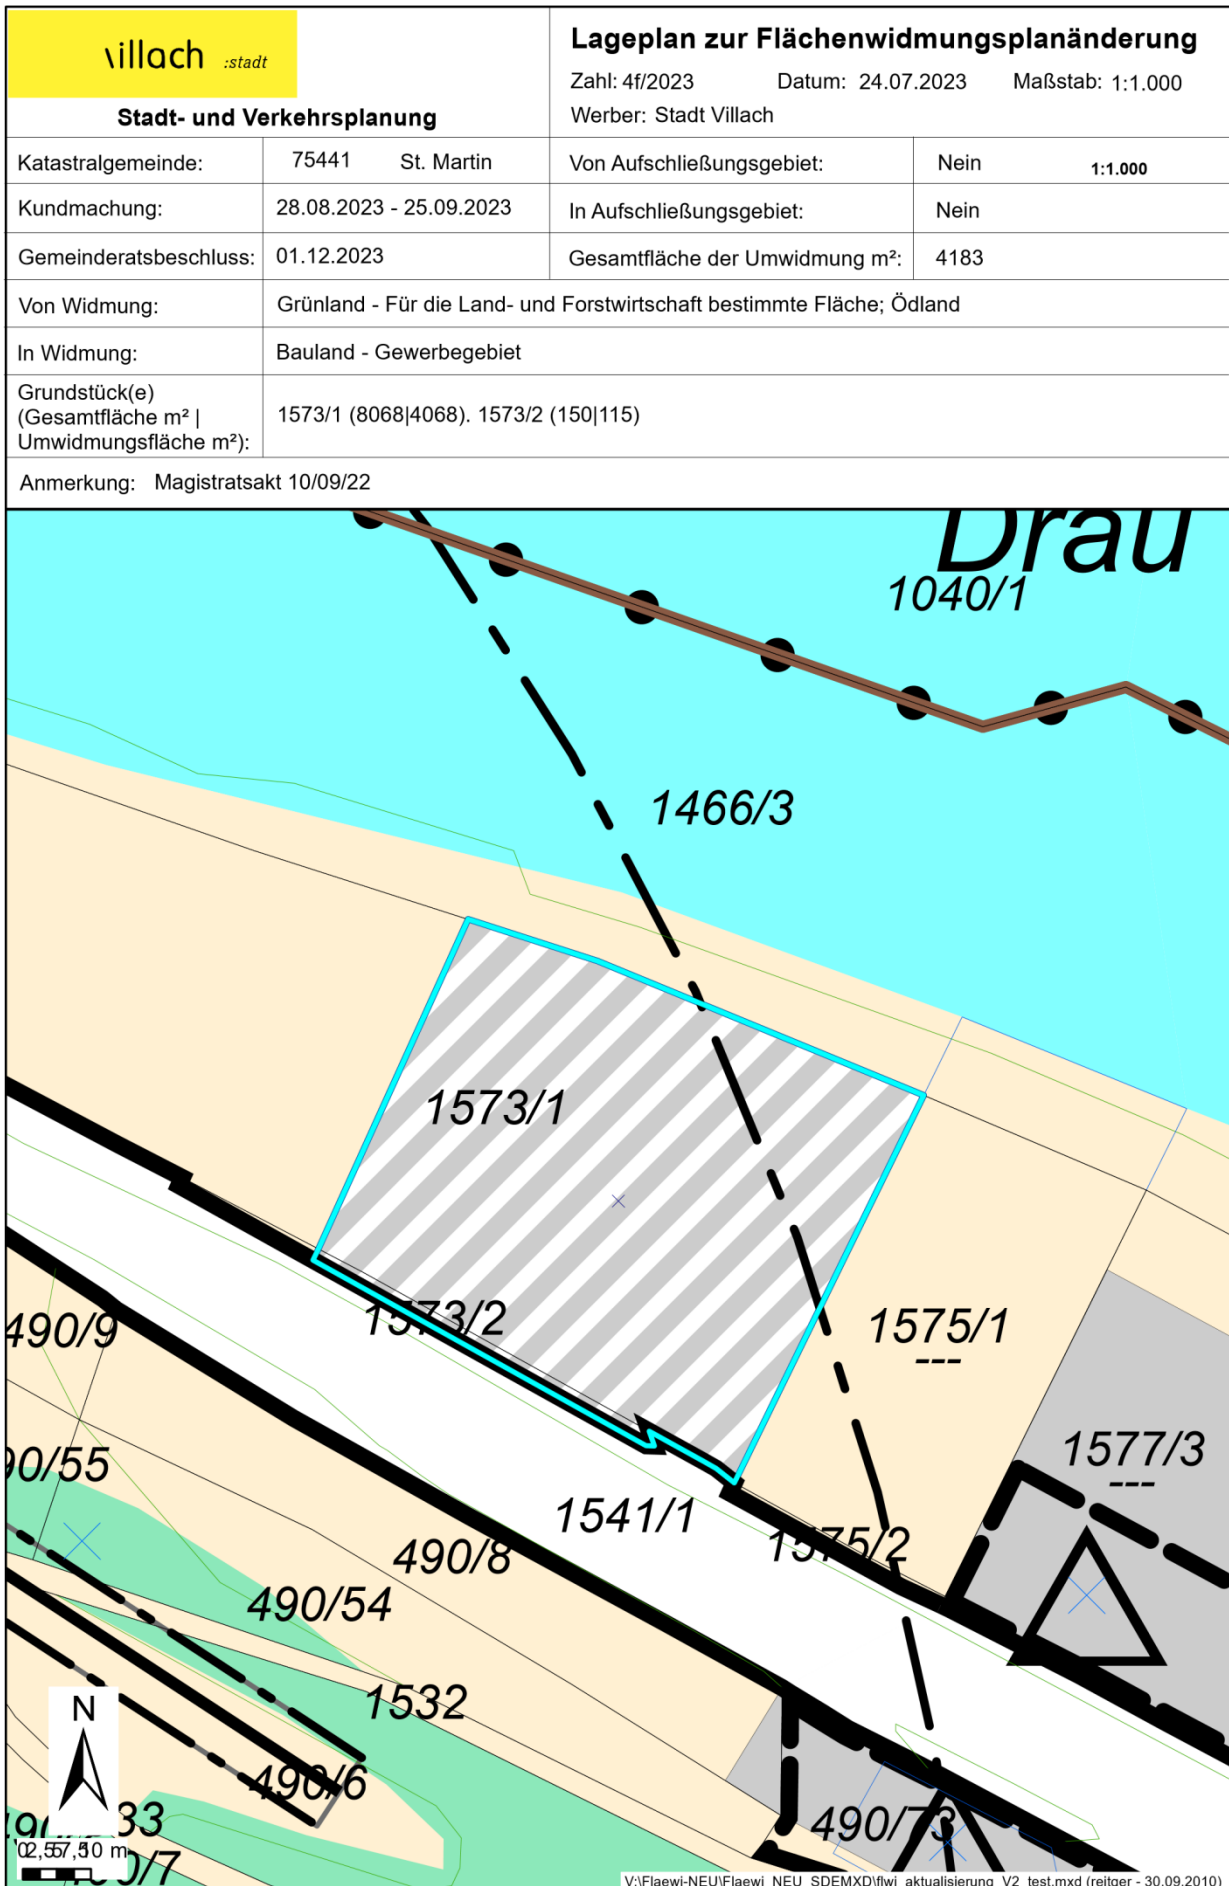 villach :stadt
Stadt- und Verkehrsplanung
Lageplan zur Flächenwidmungsplanänderung
Zahl: 4f/2023 Datum: 24.07.2023 Maßstab: 1:1.000
Werber: Stadt Villach
Katastralgemeinde: 75441 St. Martin
Von Aufschließungsgebiet: Nein 1:1.000
Kundmachung: 28.08.2023 - 25.09.2023
In Aufschließungsgebiet: Nein
Gemeinderatsbeschluss: 01.12.2023
Gesamtfläche der Umwidmung m²: 4183
Von Widmung: Grünland - Für die Land- und Forstwirtschaft bestimmte Fläche; Ödland
In Widmung: Bauland - Gewerbegebiet
Grundstück(e)
(Gesamtfläche m² |
Umwidmungsfläche m²):
1573/1 (8068|4068). 1573/2 (150|115)
Anmerkung: Magistratsakt 10/09/22
Drau
1040/1
1466/3
1573/1
1573/2
490/9
1575/1
---
1577/3
---
90/55
1541/1
1575/2
490/8
490/54
1532
N
490/6
490/73
33
0/7
V:\Flaewi-NEU\Flaewi_NEU_SDEMXD\flwi_aktualisierung_V2_test.mxd (reitger - 30.09.2010)